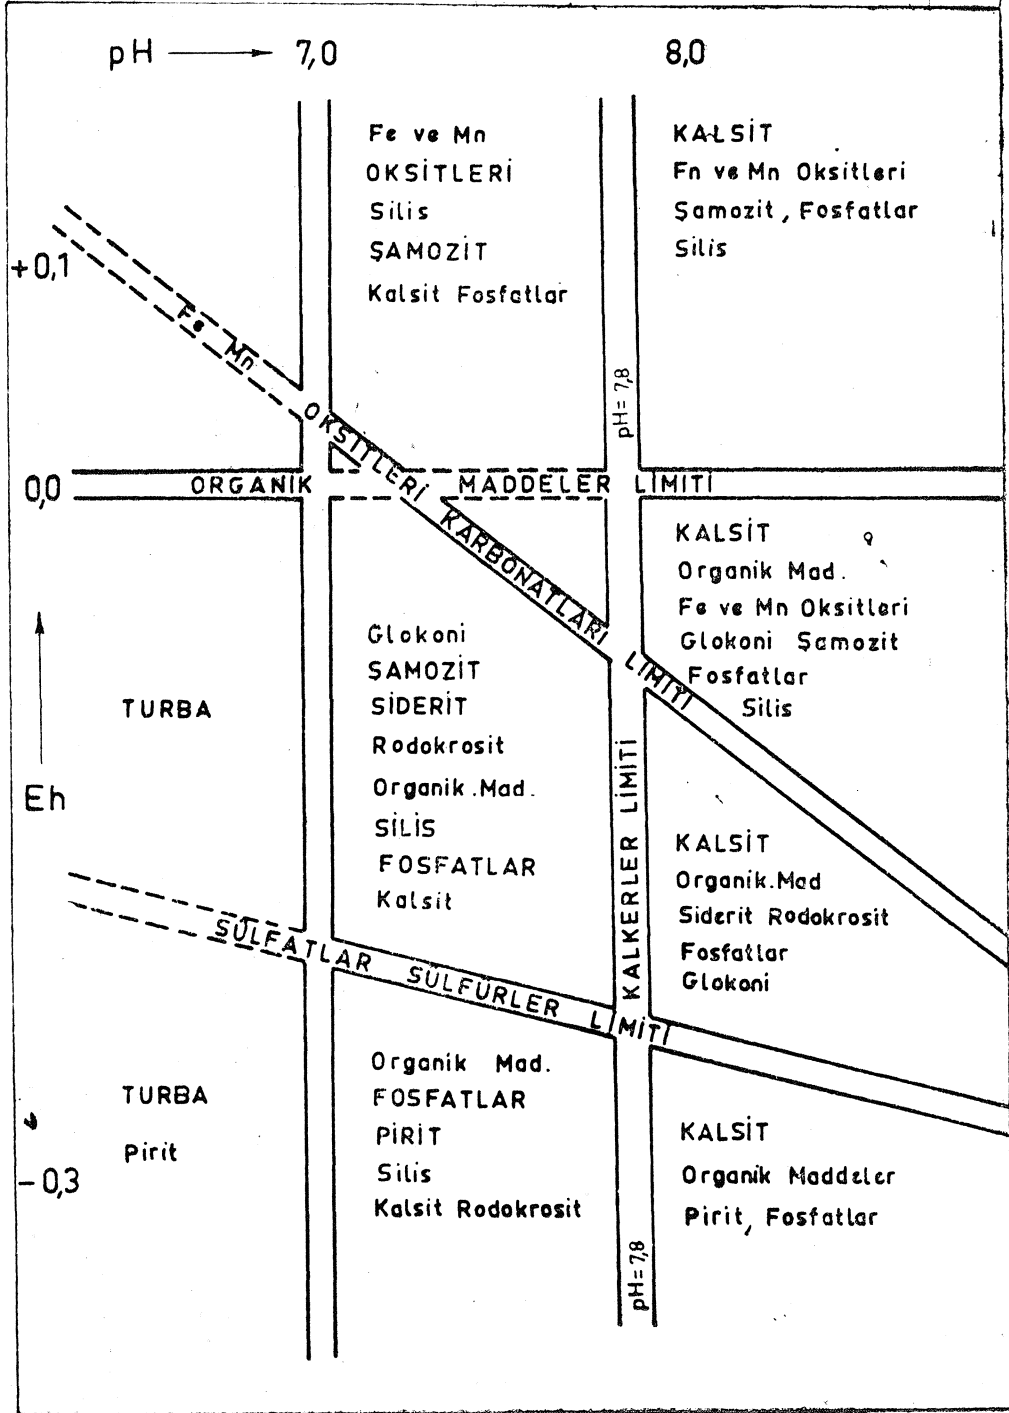 pH 7,0 8,0
Fe ve Mn
OKSİTLERİ
Silis
ŞAMOZİT
Kalsit Fosfatlar
KALSİT
Fn ve Mn Oksitleri
Şamozit, Fosfatlar
Silis
+0,1
Fe Mn OKSİTLERİ KARBONATLARI LİMİTİ
pH=7,8
0,0
ORGANİK MADDELER LİMİTİ
KALSİT
Organik Mad.
Fe ve Mn Oksitleri
Glokoni Şamozit
Fosfatlar
Silis
Eh
TURBA
Glokoni
ŞAMOZİT
SİDERİT
Rodokrosit
Organik.Mad.
SİLİS
FOSFATLAR
Kalsit
KALKERLER LİMİTİ
KALSİT
Organik.Mad
Siderit Rodokrosit
Fosfatlar
Glokoni
SÜLFATLAR SÜLFÜRLER LİMİTİ
TURBA
Pirit
-0,3
Organik Mad.
FOSFATLAR
PİRİT
Silis
Kalsit Rodokrosit
pH=7,8
KALSİT
Organik Maddeler
Pirit, Fosfatlar